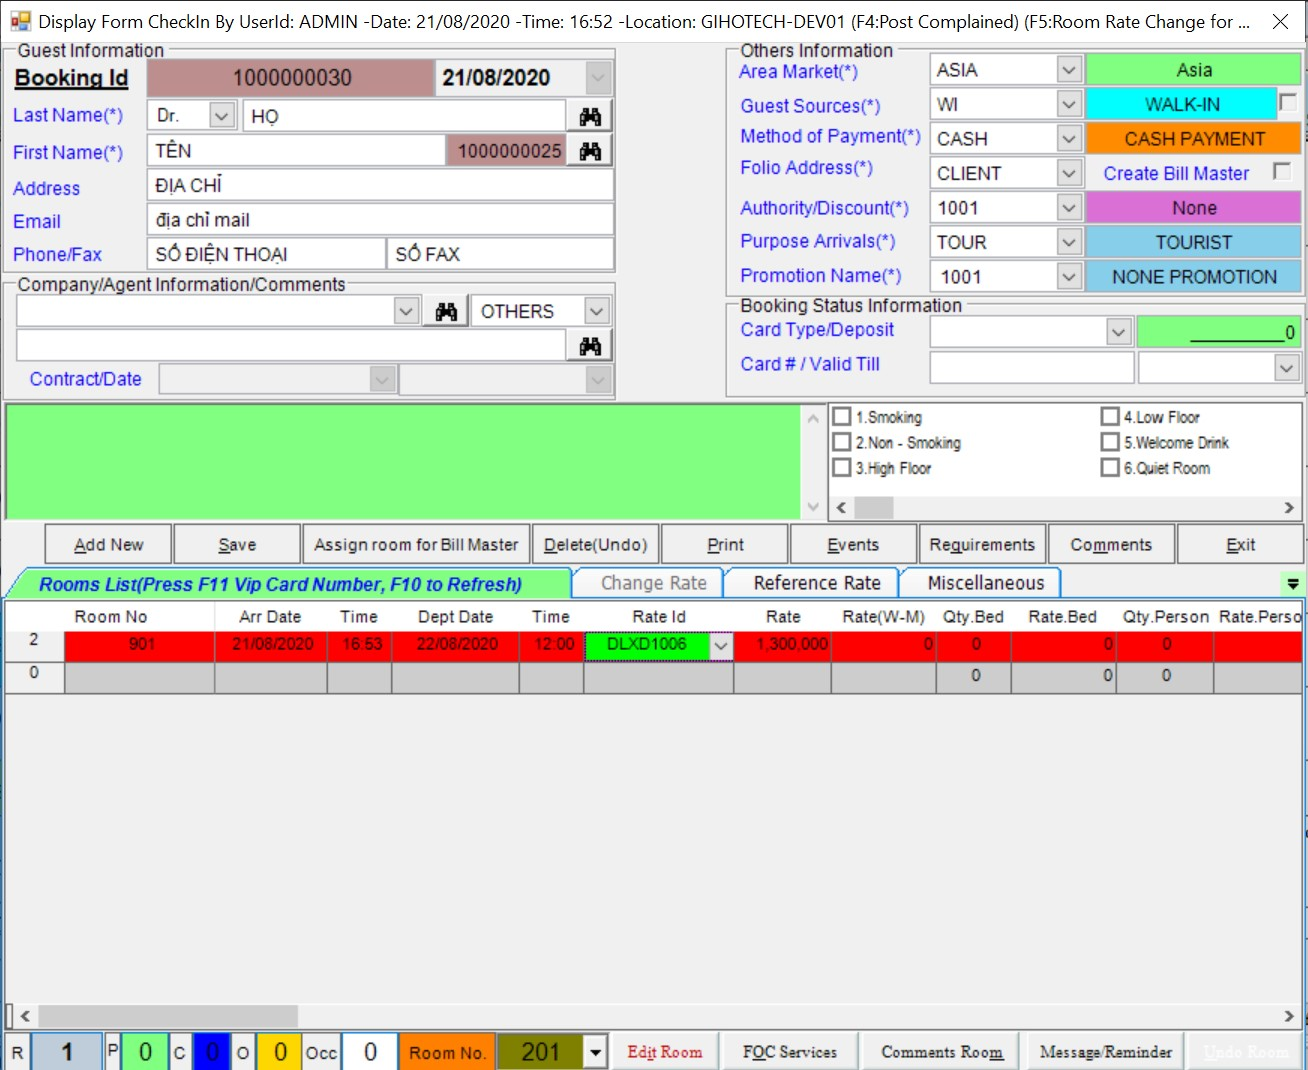 Display Form CheckIn By UserId: ADMIN -Date: 21/08/2020 -Time: 16:52 -Location: GIHOTECH-DEV01 (F4:Post Complained) (F5:Room Rate Change for ...
Guest Information
Booking Id 1000000030 21/08/2020
Last Name(*) Dr. HỌ
First Name(*) TÊN 1000000025
Address ĐỊA CHỈ
Email địa chỉ mail
Phone/Fax SỐ ĐIỆN THOẠI SỐ FAX
Company/Agent Information/Comments
OTHERS
Contract/Date
Others Information
Area Market(*) ASIA Asia
Guest Sources(*) WI WALK-IN
Method of Payment(*) CASH CASH PAYMENT
Folio Address(*) CLIENT Create Bill Master
Authority/Discount(*) 1001 None
Purpose Arrivals(*) TOUR TOURIST
Promotion Name(*) 1001 NONE PROMOTION
Booking Status Information
Card Type/Deposit __________0
Card # / Valid Till
1.Smoking 4.Low Floor
2.Non - Smoking 5.Welcome Drink
3.High Floor 6.Quiet Room
Add New Save Assign room for Bill Master Delete(Undo) Print Events Requirements Comments Exit
Rooms List(Press F11 Vip Card Number, F10 to Refresh) Change Rate Reference Rate Miscellaneous
Room No Arr Date Time Dept Date Time Rate Id Rate Rate(W-M) Qty.Bed Rate.Bed Qty.Person Rate.Perso
2 901 21/08/2020 16:53 22/08/2020 12:00 DLXD1006 1,300,000 0 0 0 0
0 0 0 0
R 1 P 0 C 0 O 0 Occ 0 Room No. 201 Edit Room FOC Services Comments Room Message/Reminder Undo Room